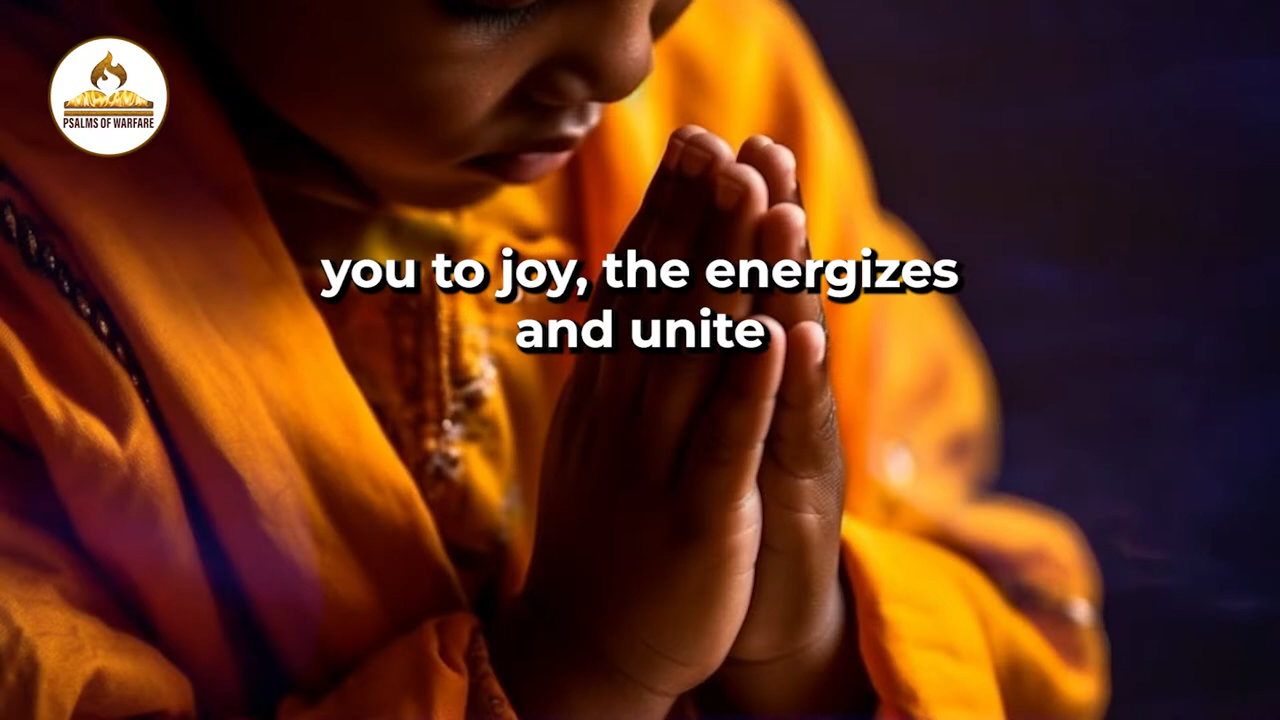 PSALMS OF WARFARE
you to joy, the energizes
and unite